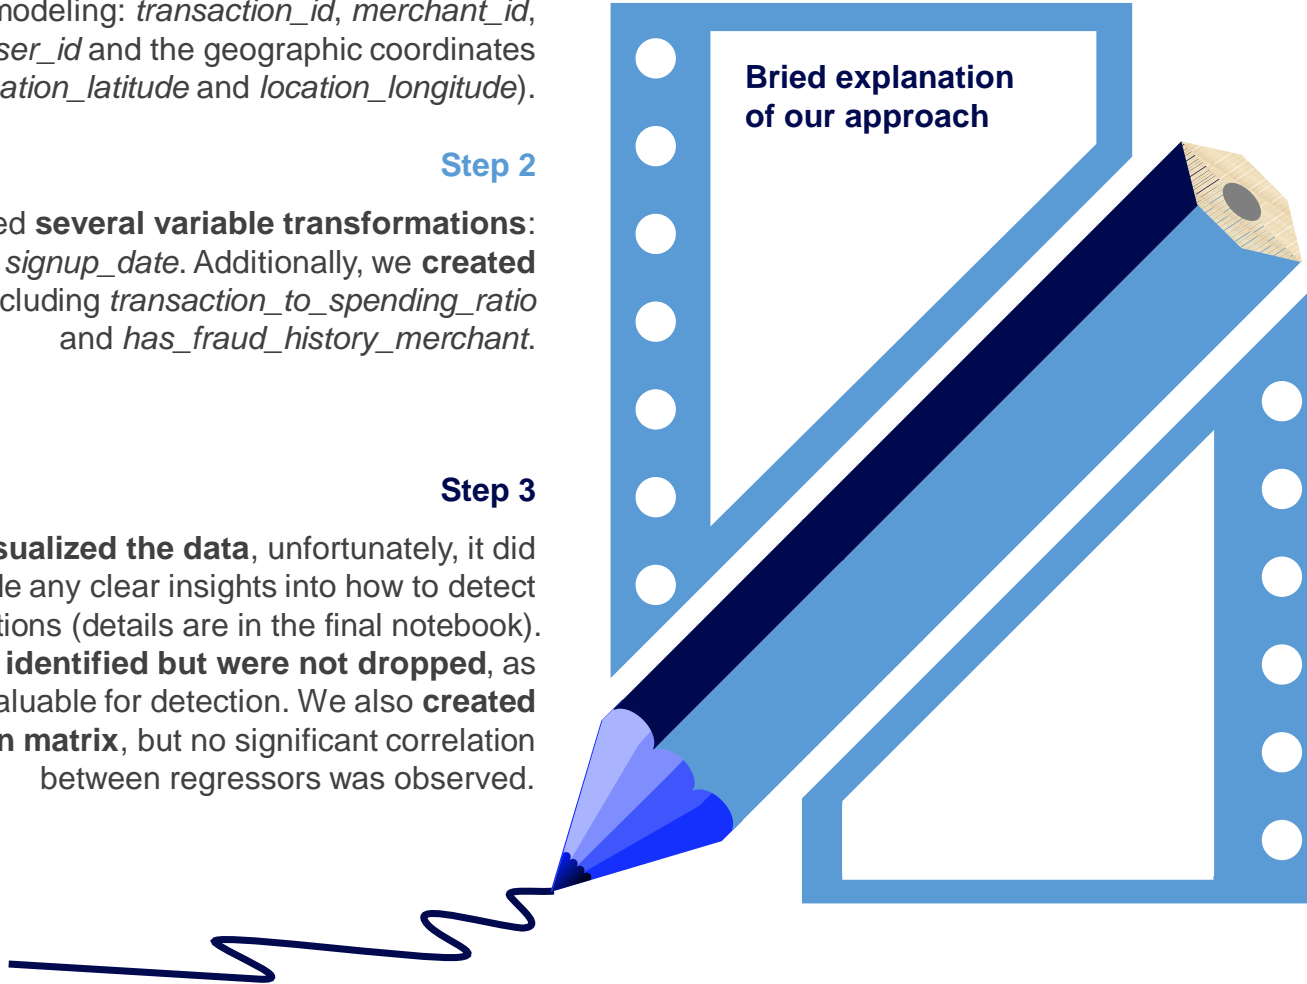 modeling: transaction_id, merchant_id,
ser_id and the geographic coordinates
ation_latitude and location_longitude).
Step 2
ed several variable transformations:
signup_date. Additionally, we created
cluding transaction_to_spending_ratio
and has_fraud_history_merchant.
Step 3
sualized the data, unfortunately, it did
le any clear insights into how to detect
tions (details are in the final notebook).
identified but were not dropped, as
aluable for detection. We also created
n matrix, but no significant correlation
between regressors was observed.
Bried explanation
of our approach